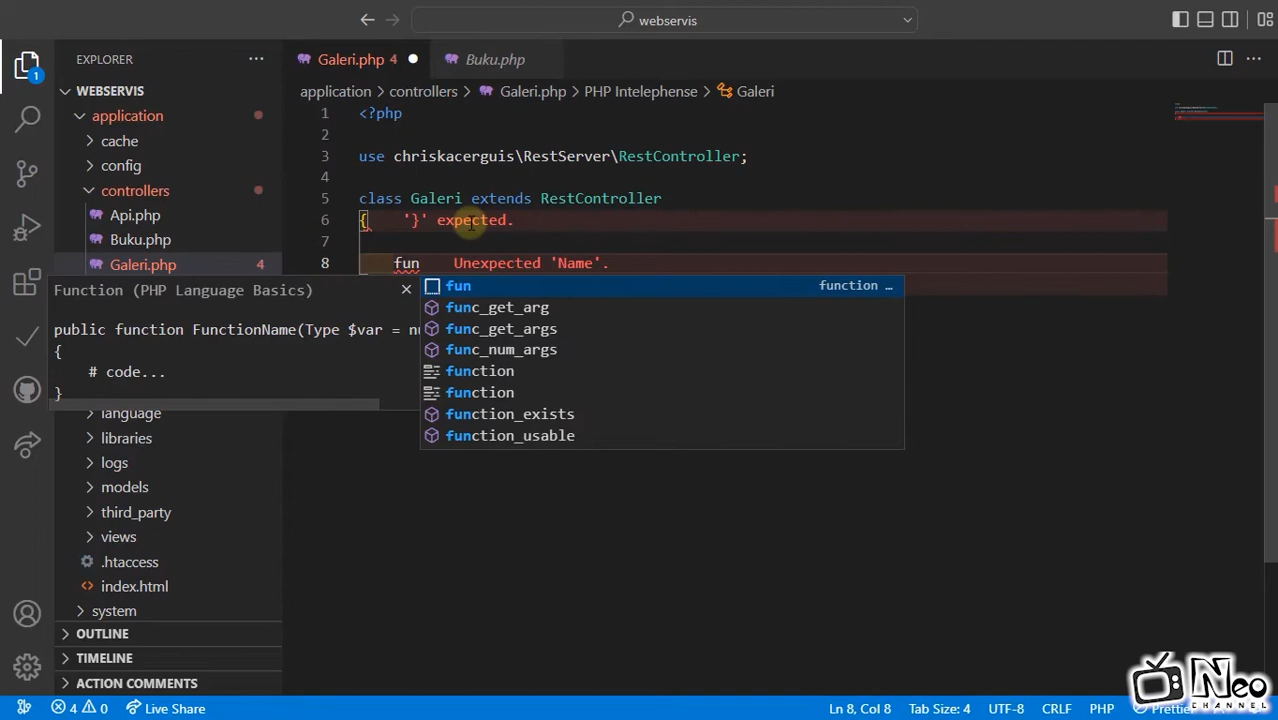 webservis
EXPLORER
Galeri.php 4
Buku.php
WEBSERVIS
application > controllers > Galeri.php > PHP Intelephense > Galeri
application
cache
config
controllers
Api.php
Buku.php
Galeri.php 4
1 <?php
2
3 use chriskacerguis\RestServer\RestController;
4
5 class Galeri extends RestController
6 { '}' expected.
7
8 fun Unexpected 'Name'.
1
Function (PHP Language Basics)
public function FunctionName(Type $var = nu
{
# code...
}
fun function …
func_get_arg
func_get_args
func_num_args
function
function
function_exists
function_usable
language
libraries
logs
models
third_party
views
.htaccess
index.html
system
OUTLINE
TIMELINE
ACTION COMMENTS
4 0 Live Share
Ln 8, Col 8 Tab Size: 4 UTF-8 CRLF PHP Prettier
Neo
CHANNEL